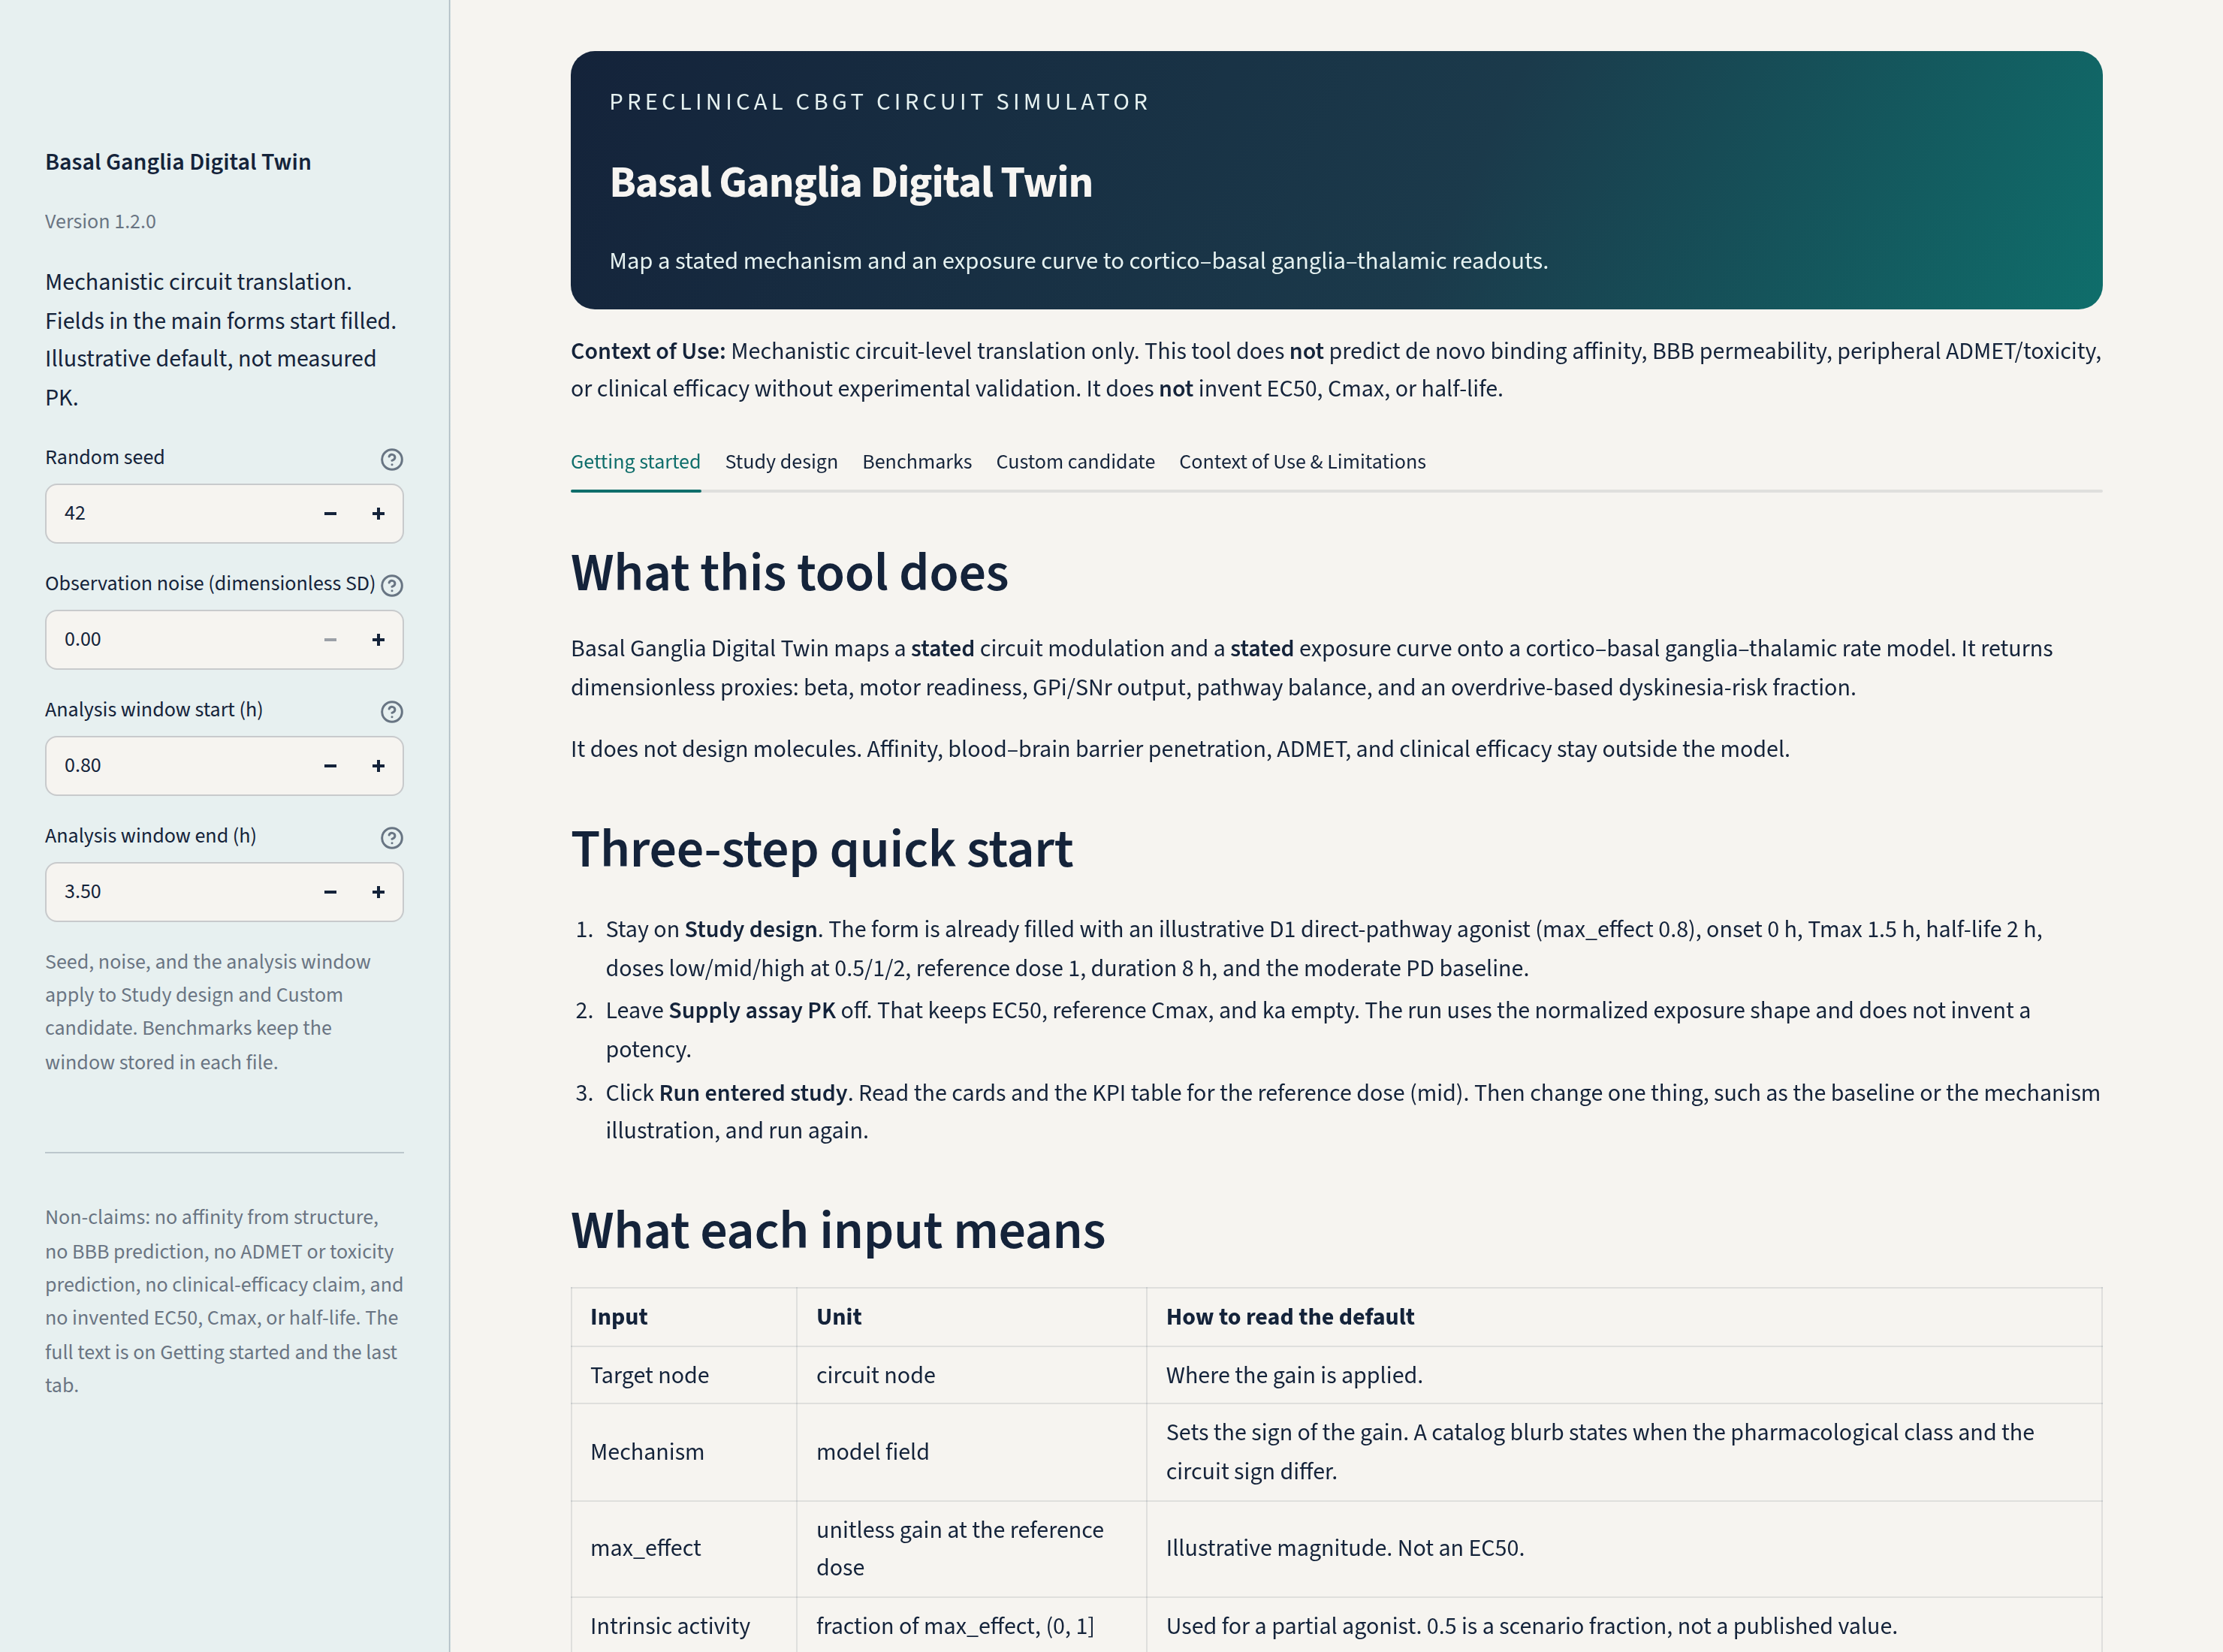 Basal Ganglia Digital Twin
Version 1.2.0
Mechanistic circuit translation.
Fields in the main forms start filled.
Illustrative default, not measured
PK.
Random seed
42
Observation noise (dimensionless SD)
0.00
Analysis window start (h)
0.80
Analysis window end (h)
3.50
Seed, noise, and the analysis window
apply to Study design and Custom
candidate. Benchmarks keep the
window stored in each file.
Non-claims: no affinity from structure,
no BBB prediction, no ADMET or toxicity
prediction, no clinical-efficacy claim, and
no invented EC50, Cmax, or half-life. The
full text is on Getting started and the last
tab.
PRECLINICAL CBGT CIRCUIT SIMULATOR
Basal Ganglia Digital Twin
Map a stated mechanism and an exposure curve to cortico–basal ganglia–thalamic readouts.
Context of Use: Mechanistic circuit-level translation only. This tool does not predict de novo binding affinity, BBB permeability, peripheral ADMET/toxicity,
or clinical efficacy without experimental validation. It does not invent EC50, Cmax, or half-life.
Getting started Study design Benchmarks Custom candidate Context of Use & Limitations
What this tool does
Basal Ganglia Digital Twin maps a stated circuit modulation and a stated exposure curve onto a cortico–basal ganglia–thalamic rate model. It returns
dimensionless proxies: beta, motor readiness, GPi/SNr output, pathway balance, and an overdrive-based dyskinesia-risk fraction.
It does not design molecules. Affinity, blood–brain barrier penetration, ADMET, and clinical efficacy stay outside the model.
Three-step quick start
1. Stay on Study design. The form is already filled with an illustrative D1 direct-pathway agonist (max_effect 0.8), onset 0 h, Tmax 1.5 h, half-life 2 h,
doses low/mid/high at 0.5/1/2, reference dose 1, duration 8 h, and the moderate PD baseline.
2. Leave Supply assay PK off. That keeps EC50, reference Cmax, and ka empty. The run uses the normalized exposure shape and does not invent a
potency.
3. Click Run entered study. Read the cards and the KPI table for the reference dose (mid). Then change one thing, such as the baseline or the mechanism
illustration, and run again.
What each input means
Input Unit How to read the default
Target node circuit node Where the gain is applied.
Mechanism model field Sets the sign of the gain. A catalog blurb states when the pharmacological class and the
circuit sign differ.
max_effect unitless gain at the reference
dose Illustrative magnitude. Not an EC50.
Intrinsic activity fraction of max_effect, (0, 1] Used for a partial agonist. 0.5 is a scenario fraction, not a published value.